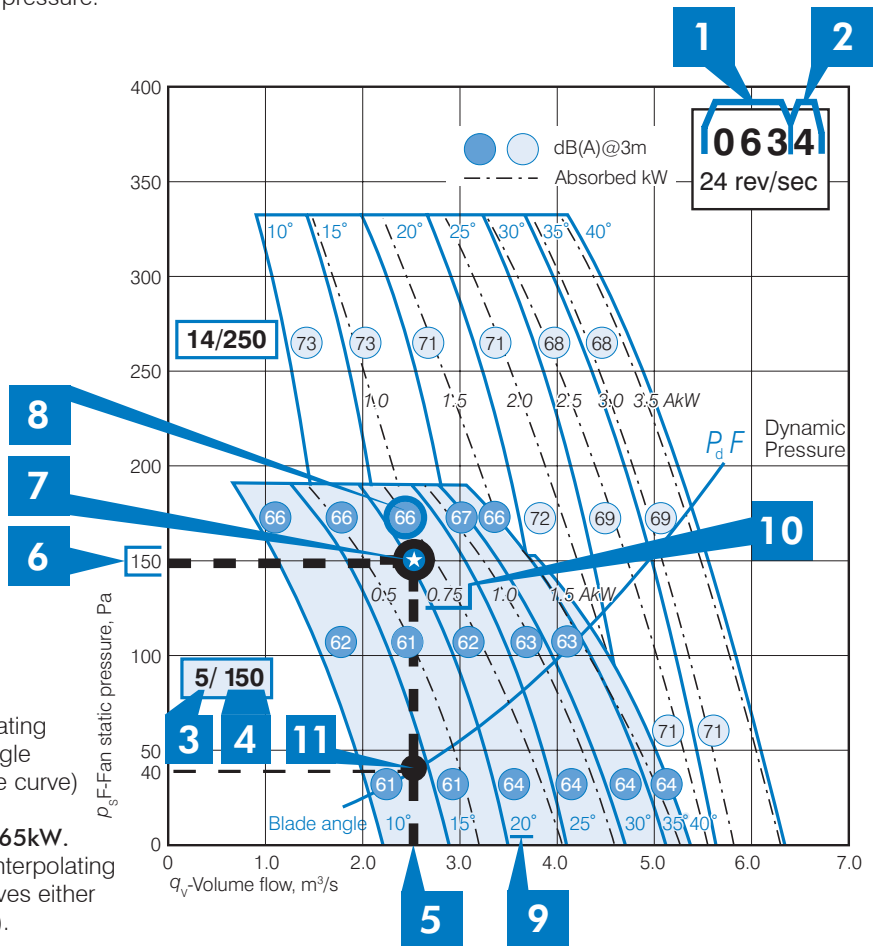 pressure.
1 2
0634
24 rev/sec
dB(A)@3m
Absorbed kW
400
350
300
250
200
150
100
50
40
0
10° 15° 20° 25° 30° 35° 40°
14/250
73 73 71 71 68 68
1.0 1.5 2.0 2.5 3.0 3.5 AkW
8
7
6
PdF Dynamic
Pressure
66 66 66 67 66 72 69 69
10
0.5 0.75 1.0 1.5 AkW
62 61 62 63 63
5/ 150
3 4 11
71 71
61 61 64 64 64 64
Blade angle 10° 15° 20° 25° 30° 35° 40°
psF-Fan static pressure, Pa
0 1.0 2.0 3.0 4.0 5.0 6.0 7.0
qv-Volume flow, m³/s
5 9
ating
gle
e curve)
65kW.
nterpolating
ves either
).